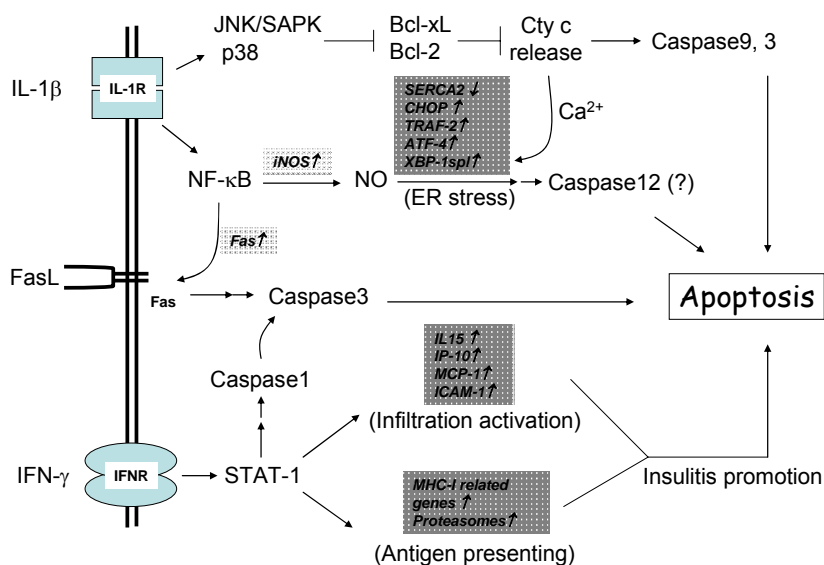 JNK/SAPK
p38
Bcl-xL
Bcl-2
Cty c
release
Caspase9, 3
IL-1β
IL-1R
SERCA2 ↓
CHOP ↑
TRAF-2↑
ATF-4↑
XBP-1spl↑
Ca2+
iNOS↑
NF-κB
NO
(ER stress)
Caspase12 (?)
Fas↑
FasL
Fas
Caspase3
Apoptosis
IL15 ↑
IP-10↑
MCP-1↑
ICAM-1↑
Caspase1
(Infiltration activation)
IFN-γ
IFNR
STAT-1
Insulitis promotion
MHC-I related
genes ↑
Proteasomes↑
(Antigen presenting)